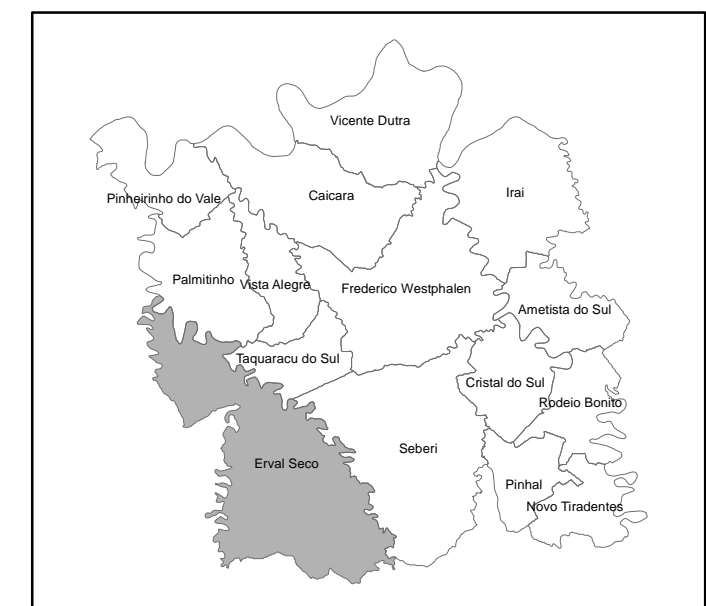 Vicente Dutra
Pinheirinho do Vale
Caicara
Irai
Palmitinho
Vista Alegre
Frederico Westphalen
Ametista do Sul
Taquaracu do Sul
Cristal do Sul
Rodeio Bonito
Seberi
Erval Seco
Pinhal
Novo Tiradentes